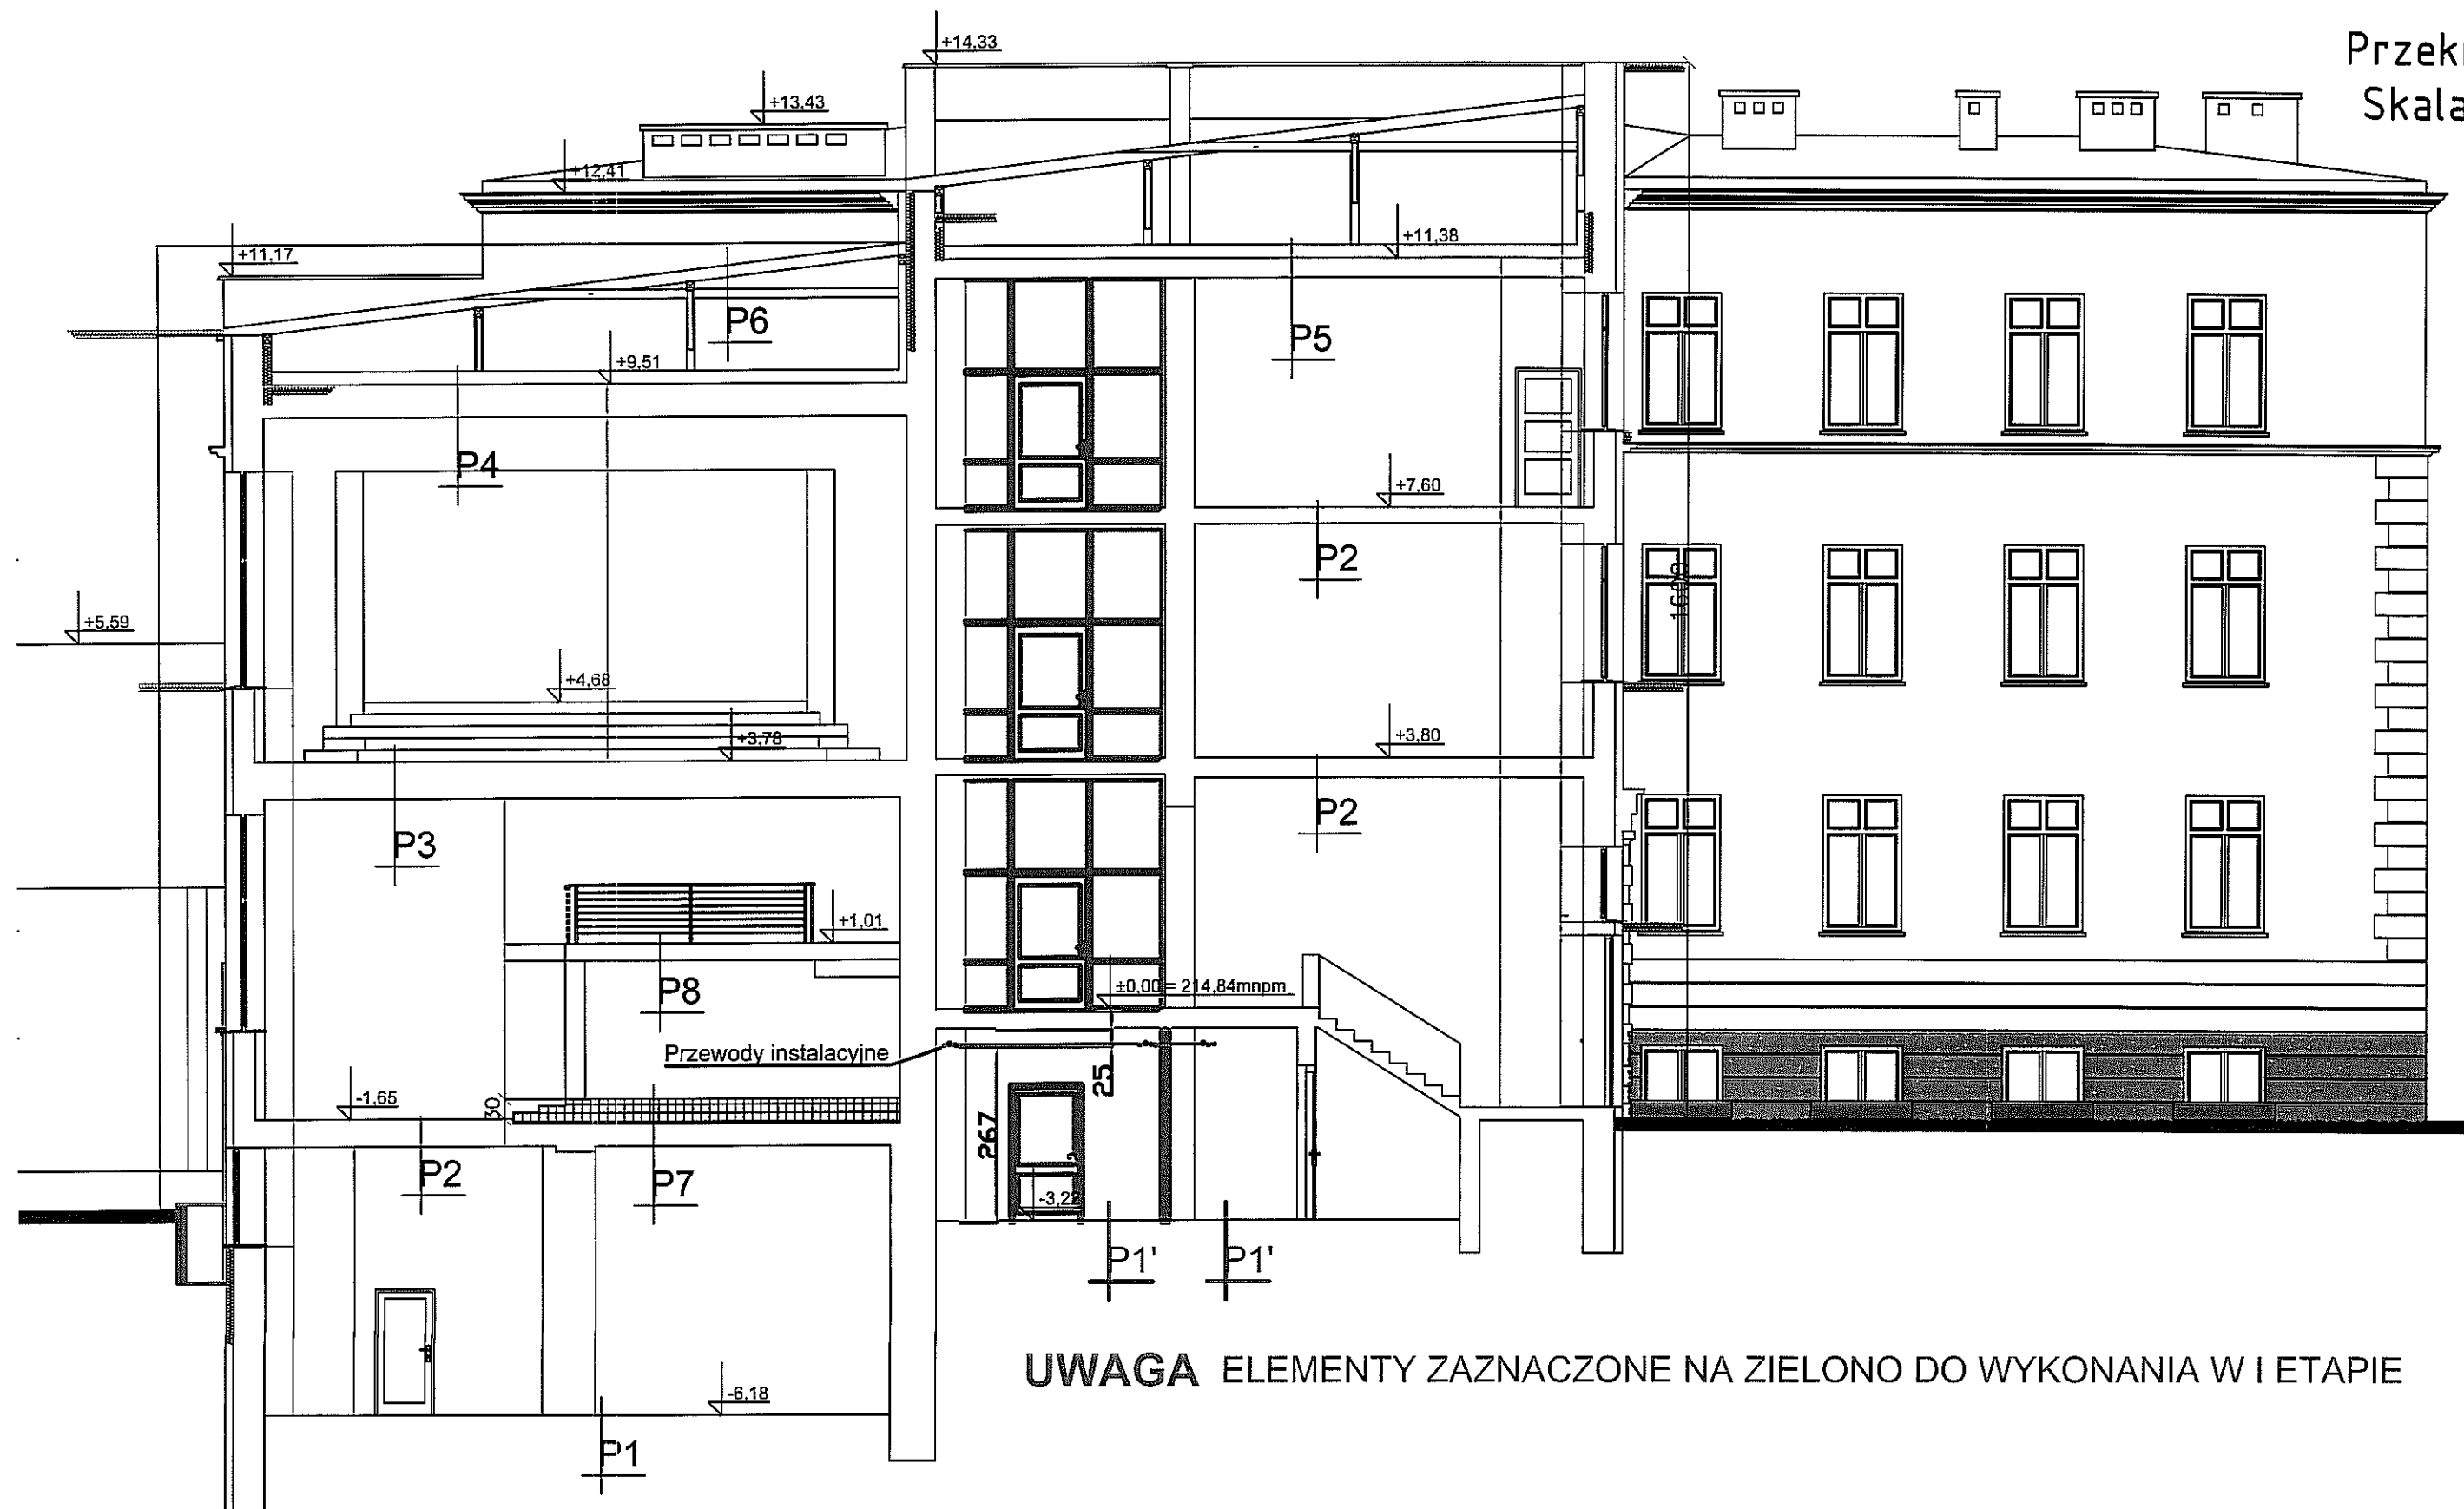 Przek
Skala
+14,33
+13,43
+12,41
+11,17
+11,38
P6
P5
+9,51
P4
+7,60
P2
1600
+5,59
+4,68
+3,78
+3,80
P3
P2
+1,01
P8
±0,00 = 214,84mnpm
Przewody instalacyjne
25
-1,65
30
267
P2
P7
-3,22
P1'
P1'
UWAGA ELEMENTY ZAZNACZONE NA ZIELONO DO WYKONANIA W I ETAPIE
-6,18
P1